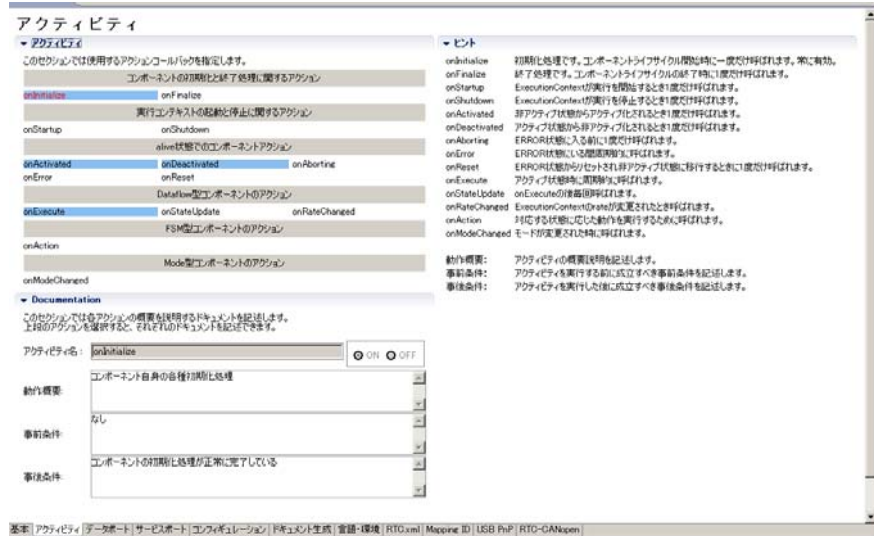 アクティビティ
アクティビティ
このセクションでは使用するアクションコールバックを指定します。
コンポーネントの初期化と終了処理に関するアクション
onInitialize onFinalize
実行コンテキストの起動と停止に関するアクション
onStartup onShutdown
alive状態でのコンポーネントアクション
onActivated onDeactivated onAborting
onError onReset
Dataflow型コンポーネントのアクション
onExecute onStateUpdate onRateChanged
FSM型コンポーネントのアクション
onAction
Mode型コンポーネントのアクション
onModeChanged
Documentation
このセクションでは各アクションの概要を説明するドキュメントを記述します。
上段のアクションを選択すると、それぞれのドキュメントを記述できます。
アクティビティ名: onInitialize ON OFF
動作概要: コンポーネント自身の各種初期化処理
事前条件: なし
事後条件: コンポーネントの初期化処理が正常に完了している
ヒント
onInitialize 初期化処理です。コンポーネントライフサイクル開始時に一度だけ呼ばれます。常に有効。
onFinalize 終了処理です。コンポーネントライフサイクルの終了時に1度だけ呼ばれます。
onStartup ExecutionContextが実行を開始するとき1度だけ呼ばれます。
onShutdown ExecutionContextが実行を停止するとき1度だけ呼ばれます。
onActivated 非アクティブ状態からアクティブ化されるとき1度だけ呼ばれます。
onDeactivated アクティブ状態から非アクティブ化されるとき1度だけ呼ばれます。
onAborting ERROR状態に入る前に1度だけ呼ばれます。
onError ERROR状態にいる間周期的に呼ばれます。
onReset ERROR状態からリセットされ非アクティブ状態に移行するときに1度だけ呼ばれます。
onExecute アクティブ状態時に周期的に呼ばれます。
onStateUpdate onExecuteの後毎回呼ばれます。
onRateChanged ExecutionContextのrateが変更されたとき呼ばれます。
onAction 対応する状態に応じた動作を実行するために呼ばれます。
onModeChanged モードが変更された時に呼ばれます。
動作概要: アクティビティの概要説明を記述します。
事前条件: アクティビティを実行する前に成立すべき事前条件を記述します。
事後条件: アクティビティを実行した後に成立すべき事後条件を記述します。
基本 アクティビティ データポート サービスポート コンフィギュレーション ドキュメント生成 言語・環境 RTC.xml Mapping ID USB PnP RTC-CANopen